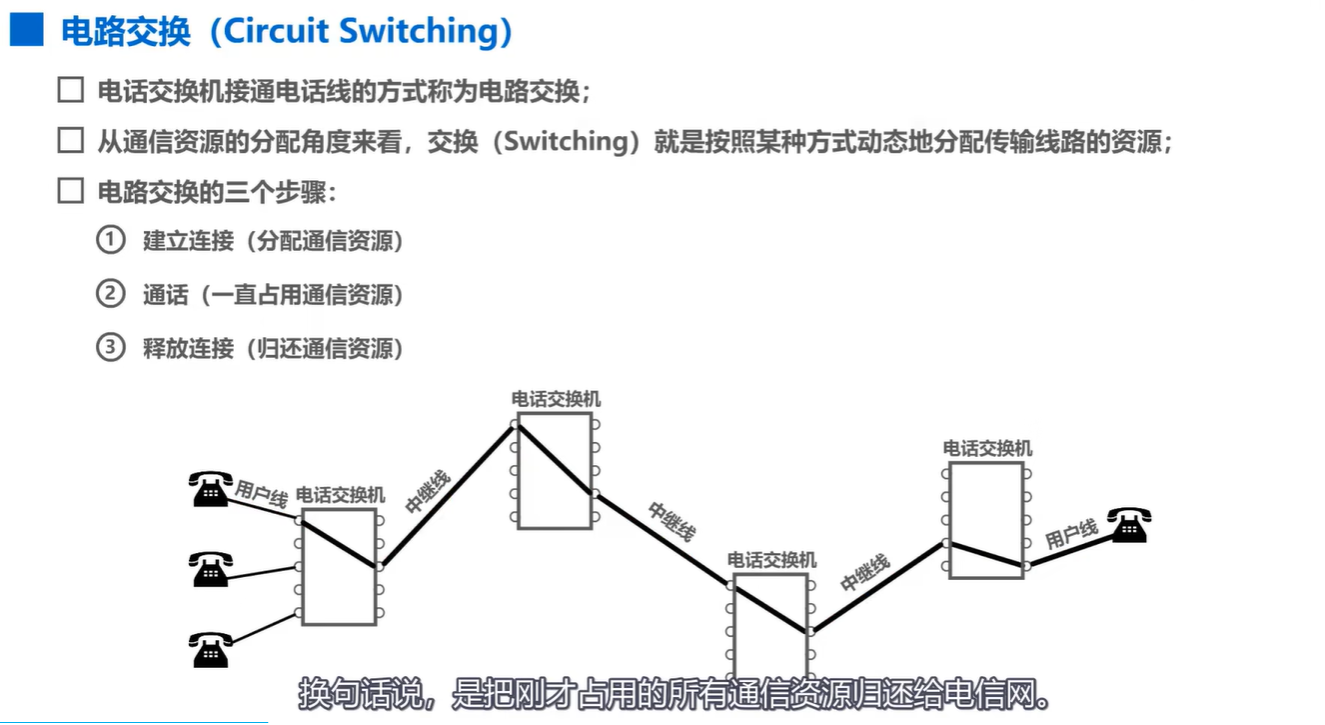 电路交换（Circuit Switching）
电话交换机接通电话线的方式称为电路交换；
从通信资源的分配角度来看，交换（Switching）就是按照某种方式动态地分配传输线路的资源；
电路交换的三个步骤：
① 建立连接（分配通信资源）
② 通话（一直占用通信资源）
③ 释放连接（归还通信资源）
电话交换机
电话交换机
用户线
电话交换机
中继线
中继线
用户线
电话交换机
中继线
换句话说，是把刚才占用的所有通信资源归还给电信网。